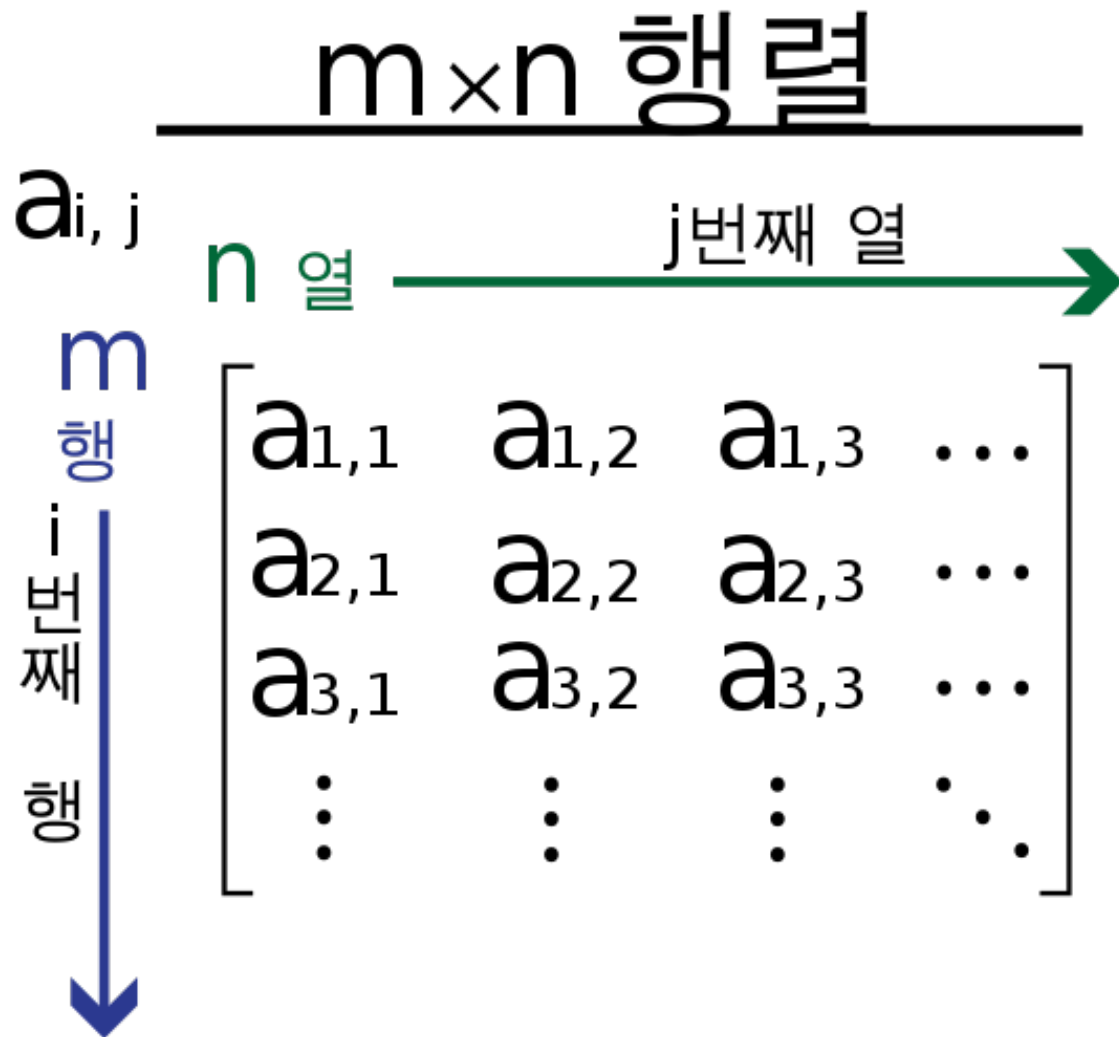 m×n 행렬
a i, j
n 열
j번째 열
m
행
i
번
째
행
a1,1 a1,2 a1,3 ...
a2,1 a2,2 a2,3 ...
a3,1 a3,2 a3,3 ...
⋮ ⋮ ⋮ ⋱